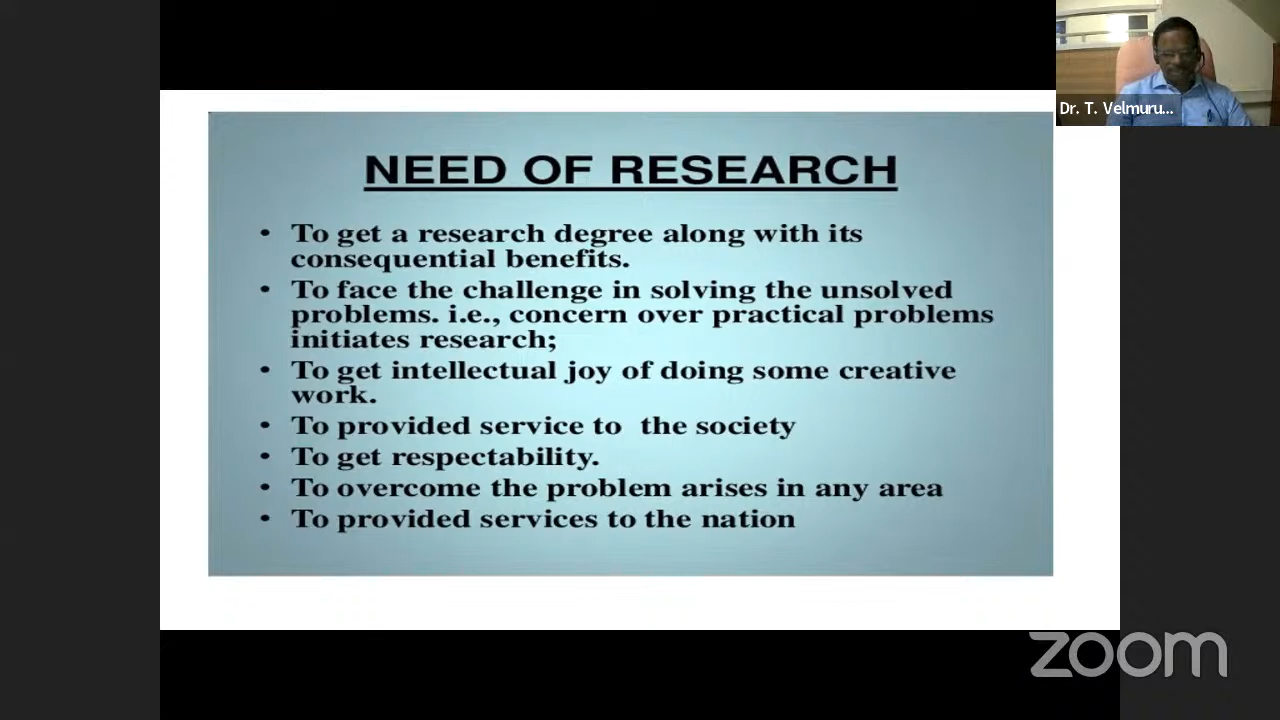 Dr. T. Velmuru...
NEED OF RESEARCH
• To get a research degree along with its
consequential benefits.
• To face the challenge in solving the unsolved
problems. i.e., concern over practical problems
initiates research;
• To get intellectual joy of doing some creative
work.
• To provided service to  the society
• To get respectability.
• To overcome the problem arises in any area
• To provided services to the nation
zoom